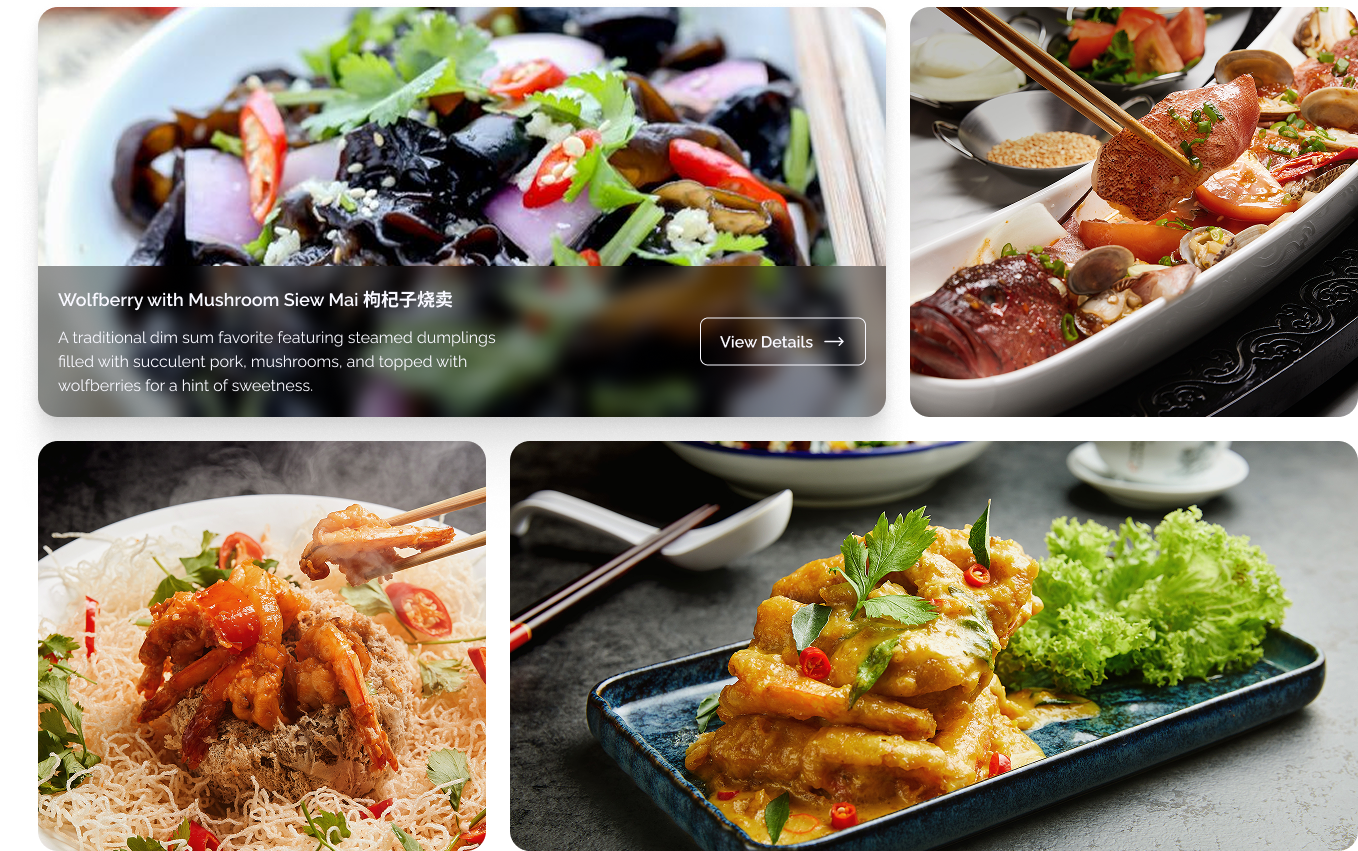 Wolfberry with Mushroom Siew Mai 枸杞子烧卖
A traditional dim sum favorite featuring steamed dumplings
filled with succulent pork, mushrooms, and topped with
wolfberries for a hint of sweetness.
View Details